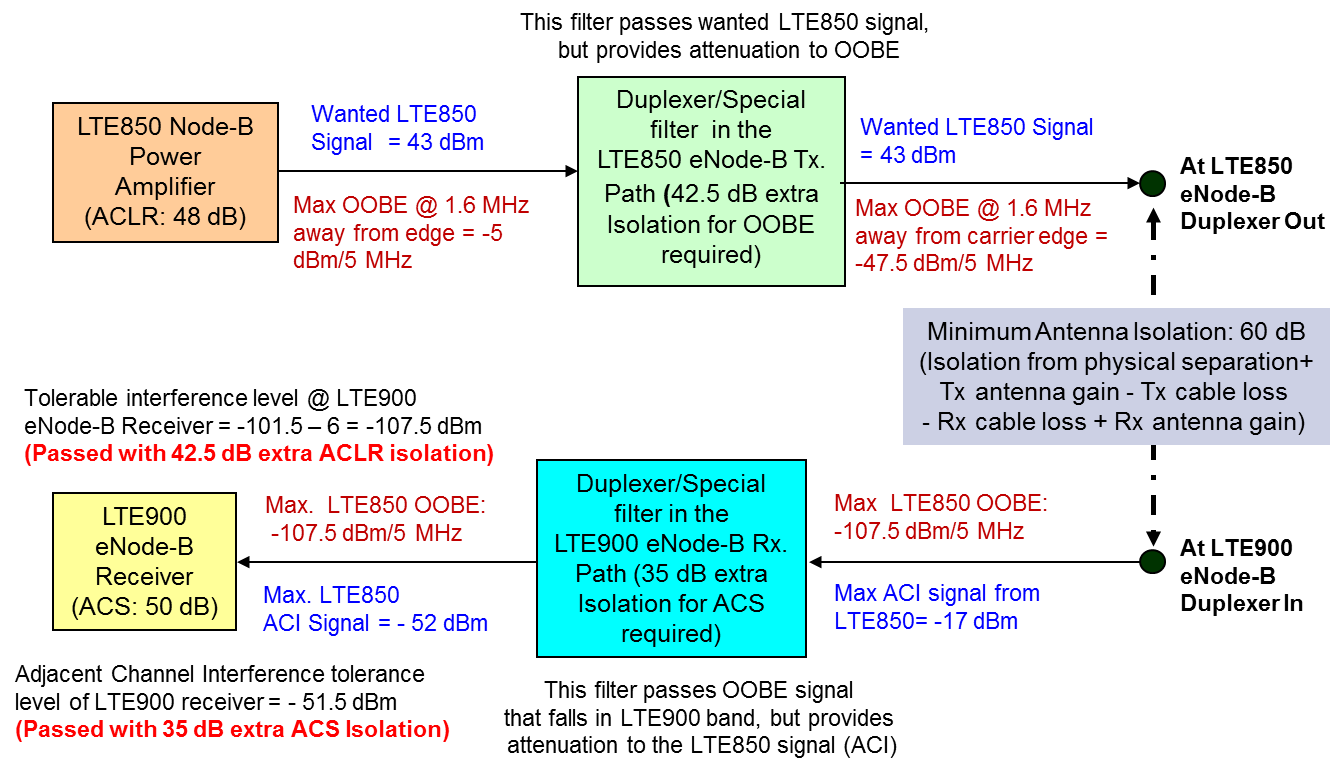 This filter passes wanted LTE850 signal,
but provides attenuation to OOBE
LTE850 Node-B
Power
Amplifier
(ACLR: 48 dB)
Wanted LTE850
Signal = 43 dBm
Max OOBE @ 1.6 MHz
away from edge = -5
dBm/5 MHz
Duplexer/Special
filter in the
LTE850 eNode-B Tx.
Path (42.5 dB extra
Isolation for OOBE
required)
Wanted LTE850 Signal
= 43 dBm
Max OOBE @ 1.6 MHz
away from carrier edge =
-47.5 dBm/5 MHz
At LTE850
eNode-B
Duplexer Out
Minimum Antenna Isolation: 60 dB
(Isolation from physical separation+
Tx antenna gain - Tx cable loss
- Rx cable loss + Rx antenna gain)
Tolerable interference level @ LTE900
eNode-B Receiver = -101.5 – 6 = -107.5 dBm
(Passed with 42.5 dB extra ACLR isolation)
LTE900
eNode-B
Receiver
(ACS: 50 dB)
Max. LTE850 OOBE:
-107.5 dBm/5 MHz
Max. LTE850
ACI Signal = - 52 dBm
Duplexer/Special
filter in the
LTE900 eNode-B Rx.
Path (35 dB extra
Isolation for ACS
required)
Max LTE850 OOBE:
-107.5 dBm/5 MHz
Max ACI signal from
LTE850= -17 dBm
At LTE900
eNode-B
Duplexer In
Adjacent Channel Interference tolerance
level of LTE900 receiver = - 51.5 dBm
(Passed with 35 dB extra ACS Isolation)
This filter passes OOBE signal
that falls in LTE900 band, but provides
attenuation to the LTE850 signal (ACI)